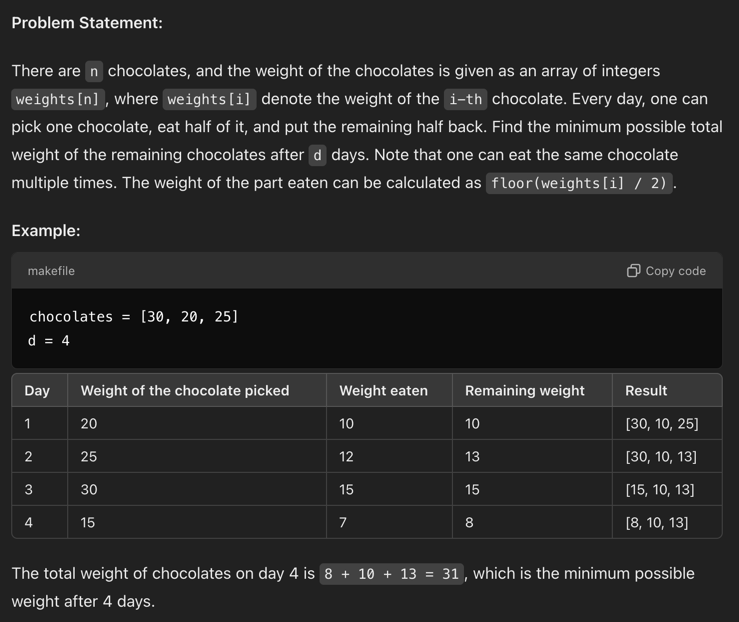 Problem Statement:
There are n chocolates, and the weight of the chocolates is given as an array of integers
weights[n], where weights[i] denote the weight of the i-th chocolate. Every day, one can
pick one chocolate, eat half of it, and put the remaining half back. Find the minimum possible total
weight of the remaining chocolates after d days. Note that one can eat the same chocolate
multiple times. The weight of the part eaten can be calculated as floor(weights[i] / 2).
Example:
makefile Copy code
chocolates = [30, 20, 25]
d = 4
Day Weight of the chocolate picked Weight eaten Remaining weight Result
1 20 10 10 [30, 10, 25]
2 25 12 13 [30, 10, 13]
3 30 15 15 [15, 10, 13]
4 15 7 8 [8, 10, 13]
The total weight of chocolates on day 4 is 8 + 10 + 13 = 31, which is the minimum possible
weight after 4 days.